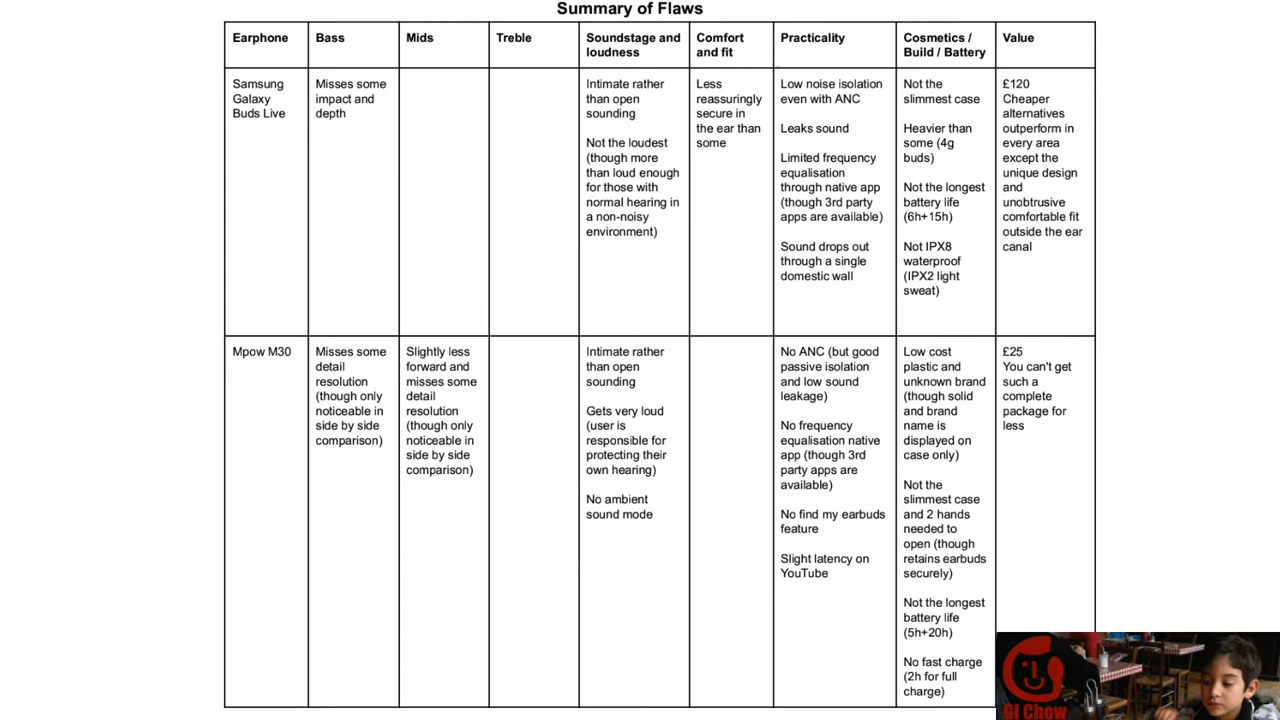 Summary of Flaws
Earphone
Bass
Mids
Treble
Soundstage and
loudness
Comfort
and fit
Practicality
Cosmetics /
Build / Battery
Value
Samsung
Galaxy
Buds Live
Misses some
impact and
depth
Intimate rather
than open
sounding
Not the loudest
(though more
than loud enough
for those with
normal hearing in
a non-noisy
environment)
Less
reassuringly
secure in
the ear than
some
Low noise isolation
even with ANC
Leaks sound
Limited frequency
equalisation
through native app
(though 3rd party
apps are available)
Sound drops out
through a single
domestic wall
Not the
slimmest case
Heavier than
some (4g
buds)
Not the longest
battery life
(6h+15h)
Not IPX8
waterproof
(IPX2 light
sweat)
£120
Cheaper
alternatives
outperform in
every area
except the
unique design
and
unobtrusive
comfortable fit
outside the ear
canal
Mpow M30
Misses some
detail
resolution
(though only
noticeable in
side by side
comparison)
Slightly less
forward and
misses some
detail
resolution
(though only
noticeable in
side by side
comparison)
Intimate rather
than open
sounding
Gets very loud
(user is
responsible for
protecting their
own hearing)
No ambient
sound mode
No ANC (but good
passive isolation
and low sound
leakage)
No frequency
equalisation native
app (though 3rd
party apps are
available)
No find my earbuds
feature
Slight latency on
YouTube
Low cost
plastic and
unknown brand
(though solid
and brand
name is
displayed on
case only)
Not the
slimmest case
and 2 hands
needed to
open (though
retains earbuds
securely)
Not the longest
battery life
(5h+20h)
No fast charge
(2h for full
charge)
£25
You can't get
such a
complete
package for
less
GI Chow